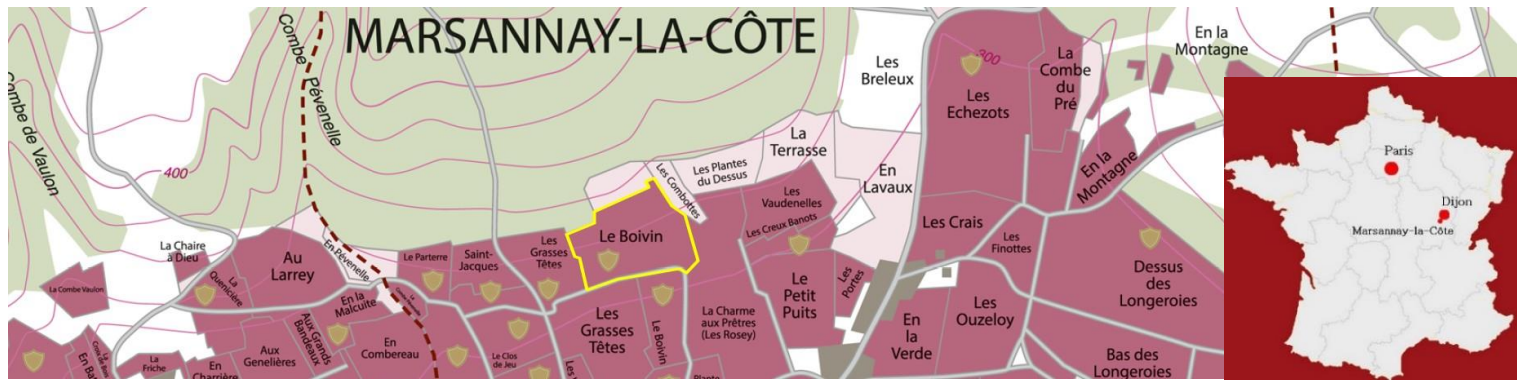 MARSANNAY-LA-CÔTE
Combe de Vaulon
Combe Pévenelle
400
300
Les
Breleux
Les
Echezots
La
Combe
du
Pré
En la
Montagne
En la
Montagne
La
Terrasse
En
Lavaux
Les Plantes
du Dessus
Les Combottes
Les
Vaudenelles
Les Creux Banots
Le Boivin
Les
Grasses
Têtes
Saint-
Jacques
Le Parterre
En Pévenelle
Au
Larrey
La Chaire
à Dieu
La
Quenicière
La Combe Vaulon
Les Crais
Les
Finottes
Dessus
des
Longeroies
Le
Petit
Puits
Les
Portes
La Charme
aux Prêtres
(Les Rosey)
Le Boivin
Les
Grasses
Têtes
En la
Malcuite
Aux Grands
Bandeaux
En
Combereau
Aux
Genelières
La
Friche
En
Charrière
Le Clos
de Jeu
Plante
En
la
Verde
Les
Ouzeloy
Bas des
Longeroies
Paris
Dijon
Marsannay-la-Côte